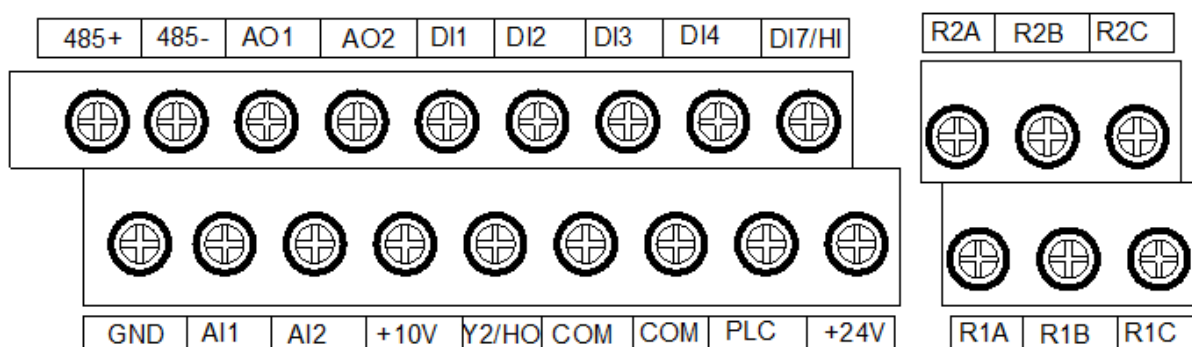 485+ 485- AO1 AO2 DI1 DI2 DI3 DI4 DI7/HI
R2A R2B R2C
GND AI1 AI2 +10V Y2/HO COM COM PLC +24V
R1A R1B R1C